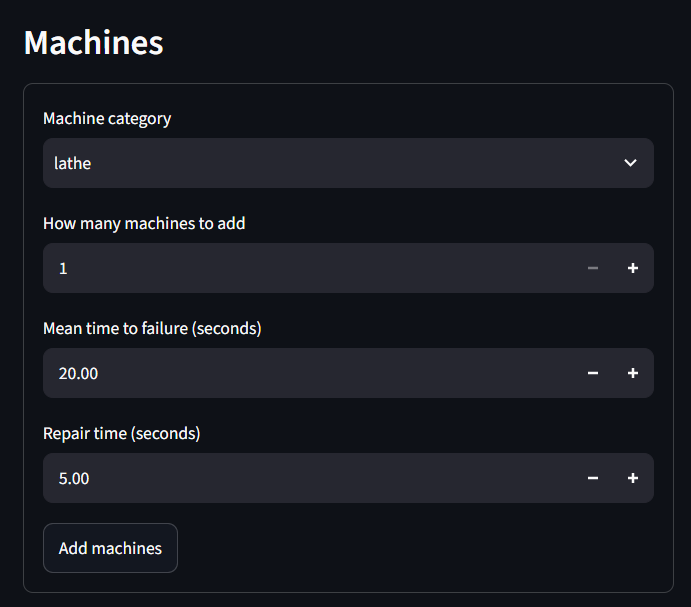 Machines
Machine category
lathe
How many machines to add
1
Mean time to failure (seconds)
20.00
Repair time (seconds)
5.00
Add machines